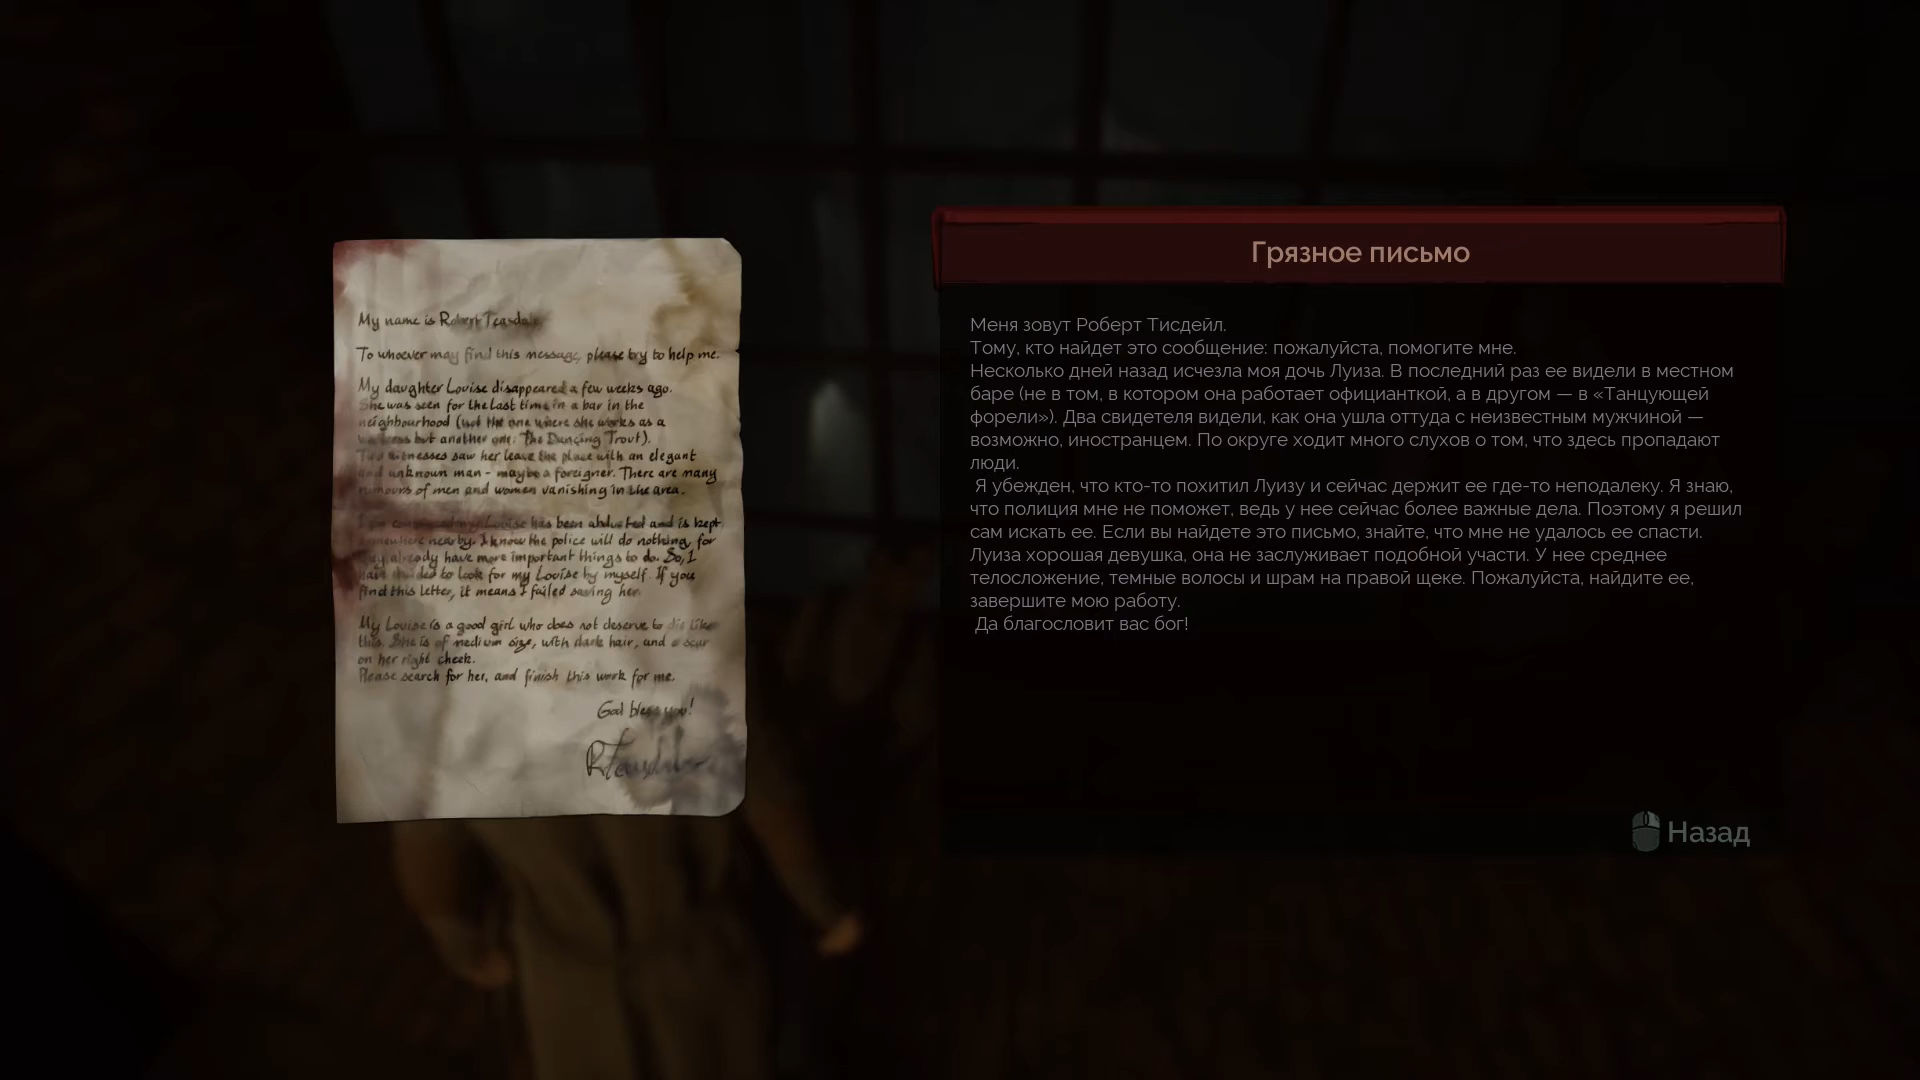 My name is Robert Teasdale
To whoever may find this message, please try to help me.
My daughter Louise disappeared a few weeks ago.
She was seen for the last time in a bar in the
neighbourhood (not the one where she works as a
waitress but another one: The Dancing Trout).
Two witnesses saw her leave the place with an elegant
and unknown man - maybe a foreigner. There are many
rumours of men and women vanishing in the area.
I am my Louise has been abducted and is kept
somewhere nearby. I know the police will do nothing, for
they already have more important things to do. So, I
have decided to look for my Louise by myself. If you
find this letter, it means I failed saving her.
My Louise is a good girl who does not deserve to die like
this. She is of medium size, with dark hair, and a scar
on her right cheek.
Please search for her, and finish this work for me.
God bless you!
Грязное письмо
Меня зовут Роберт Тисдейл.
Тому, кто найдет это сообщение: пожалуйста, помогите мне.
Несколько дней назад исчезла моя дочь Луиза. В последний раз ее видели в местном
баре (не в том, в котором она работает официанткой, а в другом — в «Танцующей
форели»). Два свидетеля видели, как она ушла оттуда с неизвестным мужчиной —
возможно, иностранцем. По округе ходит много слухов о том, что здесь пропадают
люди.
Я убежден, что кто-то похитил Луизу и сейчас держит ее где-то неподалеку. Я знаю,
что полиция мне не поможет, ведь у нее сейчас более важные дела. Поэтому я решил
сам искать ее. Если вы найдете это письмо, знайте, что мне не удалось ее спасти.
Луиза хорошая девушка, она не заслуживает подобной участи. У нее среднее
телосложение, темные волосы и шрам на правой щеке. Пожалуйста, найдите ее,
завершите мою работу.
Да благословит вас бог!
Назад